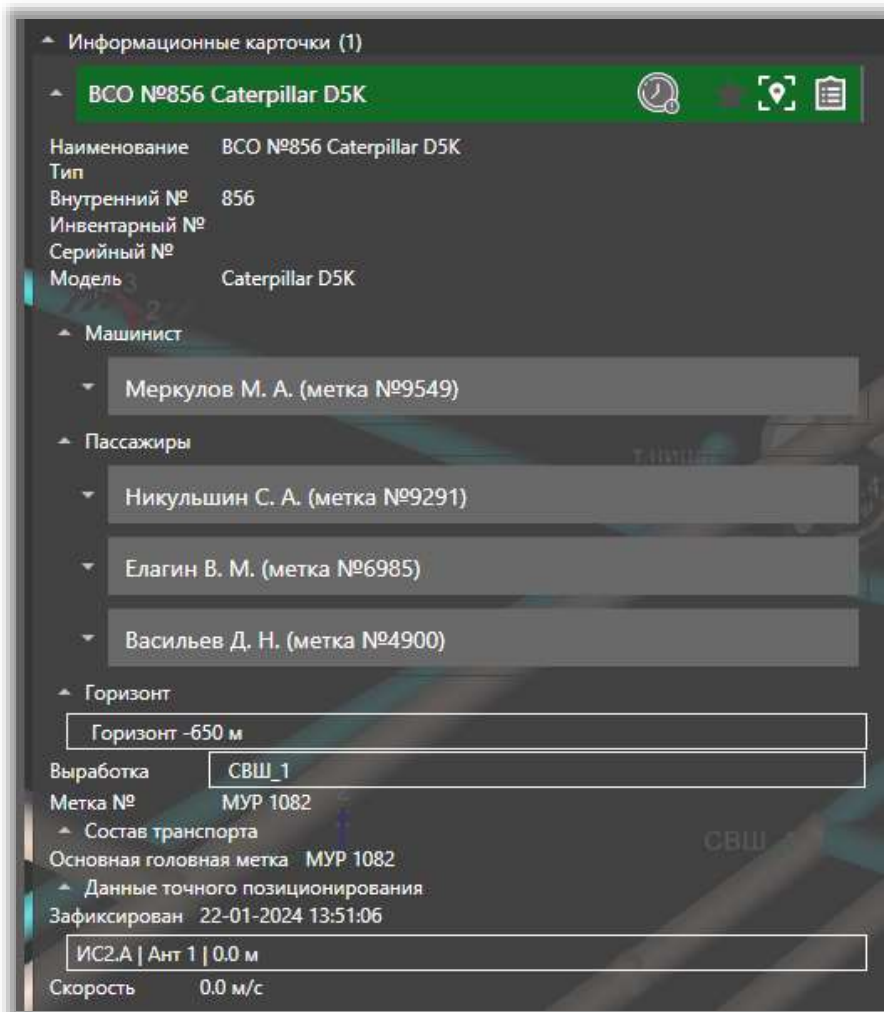 Информационные карточки (1)
ВСО №856 Caterpillar D5K
Наименование ВСО №856 Caterpillar D5K
Тип
Внутренний № 856
Инвентарный №
Серийный №
Модель Caterpillar D5K
3
2
Машинист
Меркулов М. А. (метка №9549)
Пассажиры
Никульшин С. А. (метка №9291)
Елагин В. М. (метка №6985)
Васильев Д. Н. (метка №4900)
Горизонт
Горизонт -650 м
Выработка СВШ_1
Метка № МУР 1082
Состав транспорта
СВШ
Основная головная метка МУР 1082
Данные точного позиционирования
Зафиксирован 22-01-2024 13:51:06
ИС2.А | Ант 1 | 0.0 м
Скорость 0.0 м/с